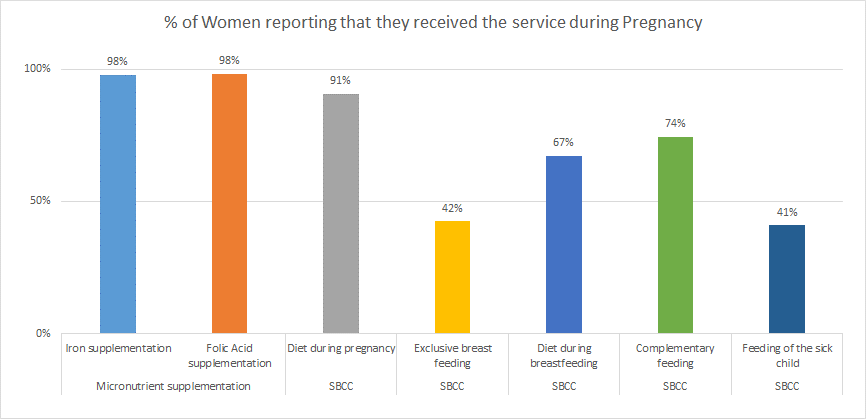 % of Women reporting that they received the service during Pregnancy
98%
98%
91%
42%
67%
74%
41%
100%
50%
0%
Iron supplementation
Folic Acid
supplementation
Diet during pregnancy
Exclusive breast
feeding
Diet during
breastfeeding
Complementary
feeding
Feeding of the sick
child
Micronutrient supplementation
SBCC
SBCC
SBCC
SBCC
SBCC